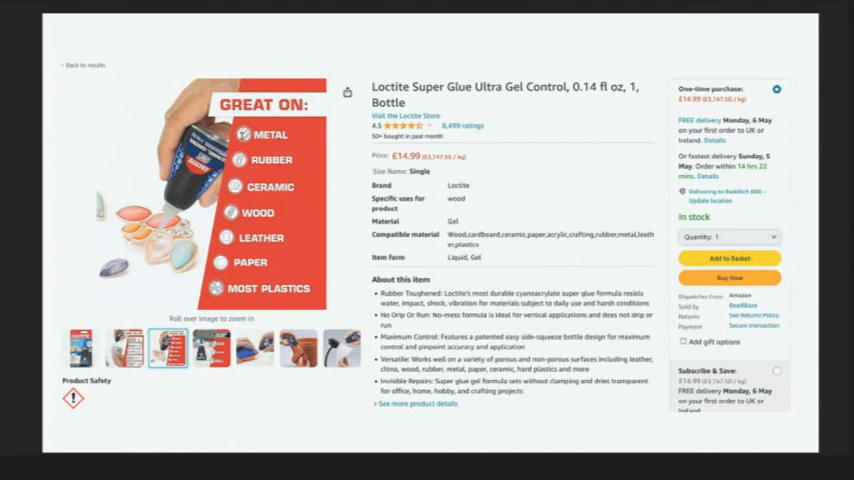 ‹ Back to results
GREAT ON:
METAL
RUBBER
CERAMIC
WOOD
LEATHER
PAPER
MOST PLASTICS
Roll over image to zoom in
Product Safety
Loctite Super Glue Ultra Gel Control, 0.14 fl oz, 1,
Bottle
Visit the Loctite Store
4.5
8,499 ratings
50+ bought in past month
Price: £14.99 (£3,747.50 / kg)
Size Name: Single
Brand Loctite
Specific uses for wood
product
Material Gel
Compatible material Wood,cardboard,ceramic,paper,acrylic,crafting,rubber,metal,leath
er,plastics
Item form Liquid, Gel
About this item
• Rubber Toughened: Loctite's most durable cyanoacrylate super glue formula resists
water, impact, shock, vibration for materials subject to daily use and harsh conditions
• No Drip Or Run: No-mess formula is ideal for vertical applications and does not drip or
run
• Maximum Control: Features a patented easy side-squeeze bottle design for maximum
control and pinpoint accuracy and application
• Versatile: Works well on a variety of porous and non-porous surfaces including leather,
china, wood, rubber, metal, paper, ceramic, hard plastics and more
• Invisible Repairs: Super glue gel formula sets without clamping and dries transparent
for office, home, hobby, and crafting projects
› See more product details
One-time purchase:
£14.99 (£3,747.50 / kg)
FREE delivery Monday, 6 May
on your first order to UK or
Ireland. Details
Or fastest delivery Sunday, 5
May. Order within 14 hrs 22
mins. Details
Delivering to Redditch B98 –
Update location
In stock
Quantity: 1
Add to Basket
Buy Now
Dispatches from Amazon
Sold by BeadBase
Returns See Returns Policy
Payment Secure transaction
Add gift options
Subscribe & Save:
£14.99 (£3,747.50 / kg)
FREE delivery Monday, 6 May
on your first order to UK or
Ireland.